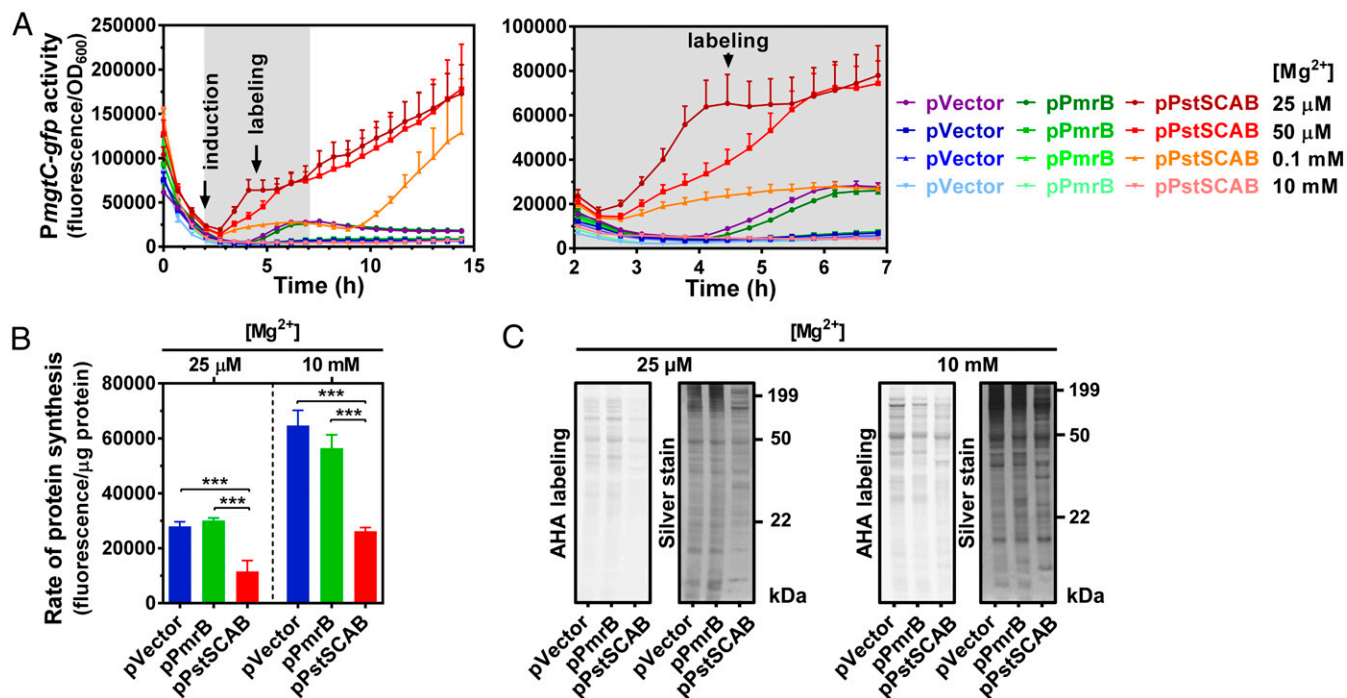 A
PmgtC-gfp activity
(fluorescence/OD600)
250000
200000
150000
100000
50000
0
induction
labeling
0
5
10
15
Time (h)
100000
80000
60000
40000
20000
0
labeling
2
3
4
5
6
7
Time (h)
[Mg2+]
pVector pPmrB pPstSCAB 25 µM
pVector pPmrB pPstSCAB 50 µM
pVector pPmrB pPstSCAB 0.1 mM
pVector pPmrB pPstSCAB 10 mM
B
[Mg2+]
25 µM 10 mM
Rate of protein synthesis
(fluorescence/µg protein)
80000
60000
40000
20000
0
***
***
***
***
pVector
pPmrB
pPstSCAB
pVector
pPmrB
pPstSCAB
C
[Mg2+]
25 µM 10 mM
AHA labeling
Silver stain
199
50
22
kDa
pVector
pPmrB
pPstSCAB
pVector
pPmrB
pPstSCAB
AHA labeling
Silver stain
199
50
22
kDa
pVector
pPmrB
pPstSCAB
pVector
pPmrB
pPstSCAB